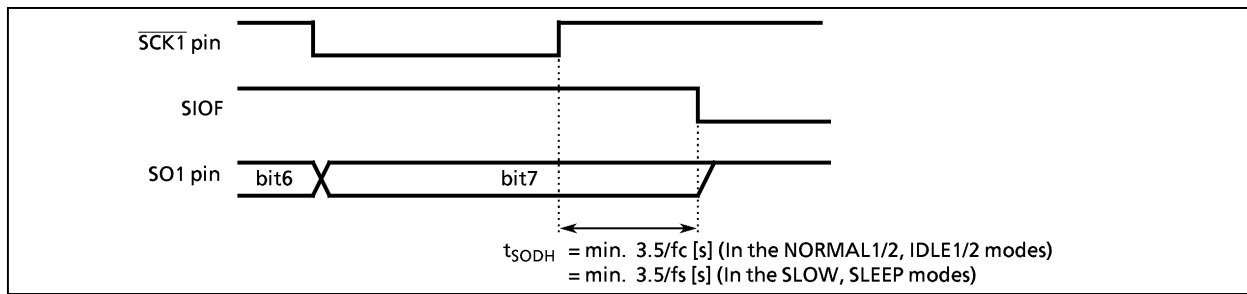 SCK1 pin
SIOF
SO1 pin
bit6
bit7
tSODH = min. 3.5/fc [s] (In the NORMAL1/2, IDLE1/2 modes)
= min. 3.5/fs [s] (In the SLOW, SLEEP modes)